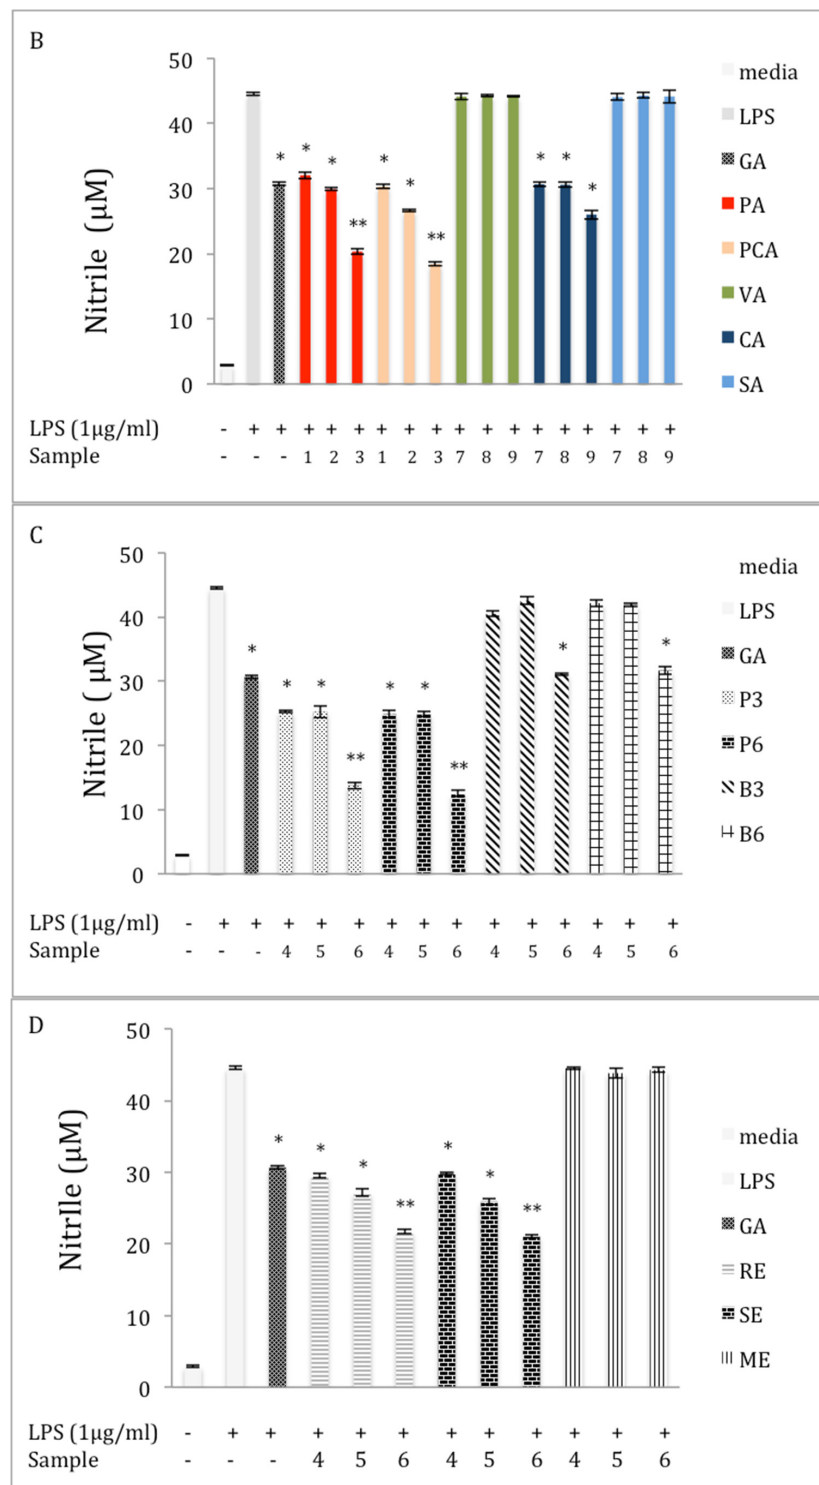 B
50
40
30
20
10
0
Nitrile (μM)
* * * ** * * ** * * *
media
LPS
GA
PA
PCA
VA
CA
SA
LPS (1μg/ml) - + + + + + + + + + + + + + + + + +
Sample - - - 1 2 3 1 2 3 7 8 9 7 8 9 7 8 9
C
50
40
30
20
10
0
Nitrile ( μM)
* * * ** * * ** * *
media
LPS
GA
P3
P6
B3
B6
LPS (1μg/ml) - + + + + + + + + + + + + + +
Sample - - - 4 5 6 4 5 6 4 5 6 4 5 6
D
50
40
30
20
10
0
Nitrlle (μM)
* * * ** * * **
media
LPS
GA
RE
SE
ME
LPS (1μg/ml) - + + + + + + + + + + +
Sample - - - 4 5 6 4 5 6 4 5 6